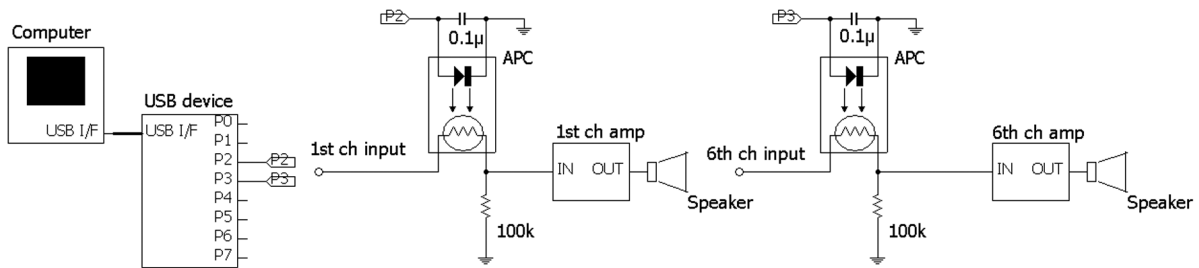 Computer
USB I/F
USB device
USB I/F
P0
P1
P2
P3
P4
P5
P6
P7
P2
P3
1st ch input
P2
0.1µ
APC
1st ch amp
IN OUT
Speaker
100k
6th ch input
P3
0.1µ
APC
6th ch amp
IN OUT
Speaker
100k